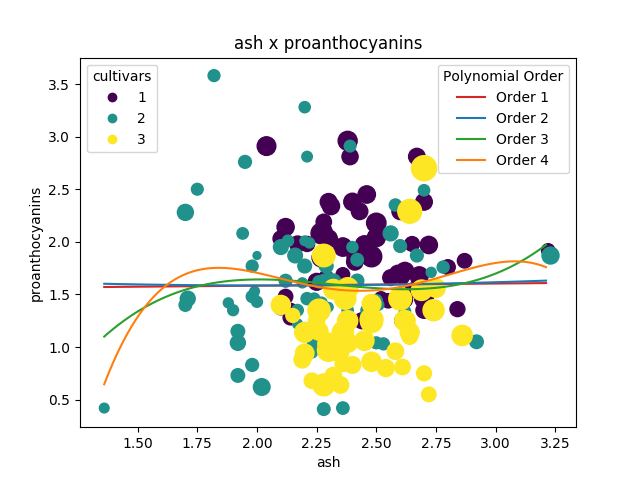 ash x proanthocyanins
cultivars
1
2
3
Polynomial Order
Order 1
Order 2
Order 3
Order 4
proanthocyanins
3.5
3.0
2.5
2.0
1.5
1.0
0.5
1.50 1.75 2.00 2.25 2.50 2.75 3.00 3.25
ash